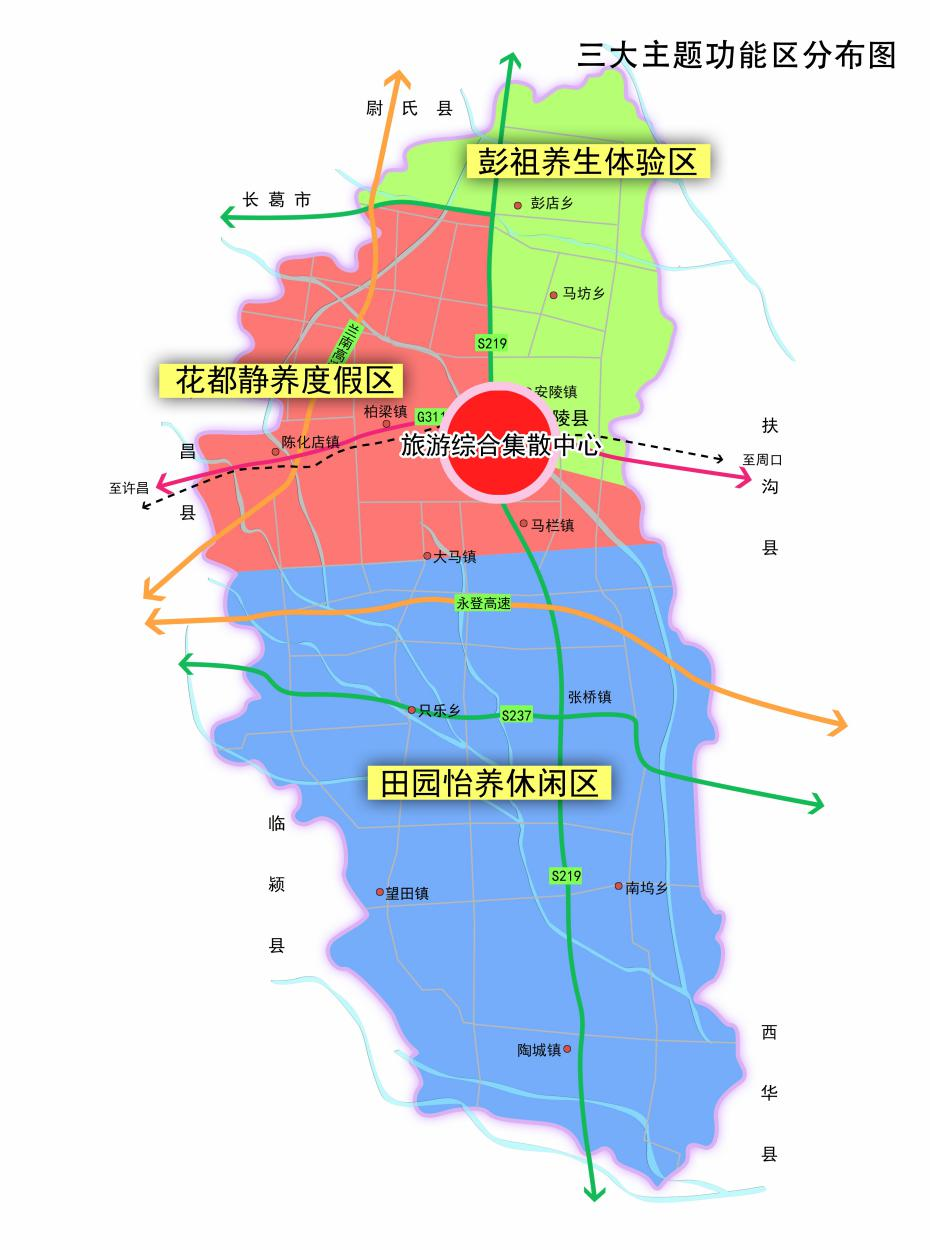 三大主题功能区分布图
尉氏县
彭祖养生体验区
长葛市
彭店乡
马坊乡
S219
兰南高
花都静养度假区
安陵镇
柏梁镇
G311
陵县
扶沟县
陈化店镇
旅游综合集散中心
昌县
至周口
至许昌
马栏镇
大马镇
永登高速
张桥镇
只乐乡
S237
田园怡养休闲区
临颍县
S219
南坞乡
望田镇
陶城镇
西华县